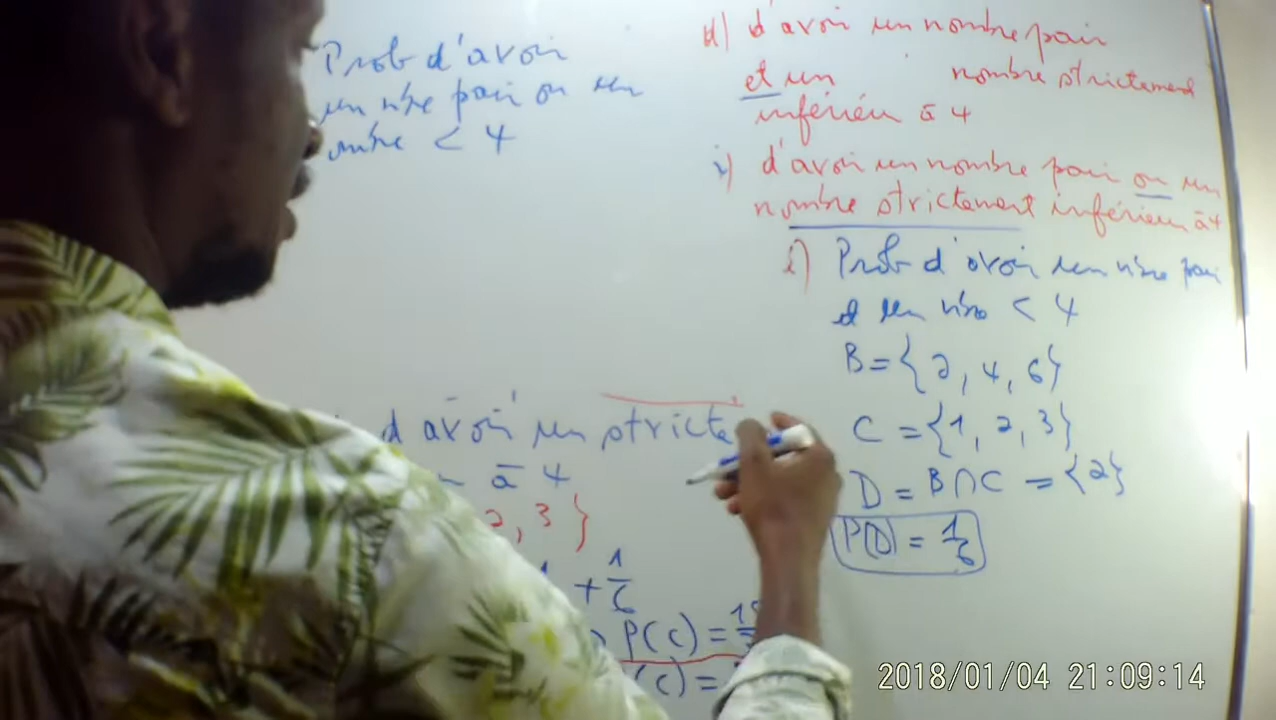 Prob d'avoir
un nbre pair ou un
nbre < 4
d) d'avoir un nombre pair
et un nombre strictement
inférieur à 4
i) d'avoir un nombre pair ou un
nombre strictement inférieur à 4
i) Prob d'avoir un nbre pair
et un nbre < 4
B = {2, 4, 6}
C = {1, 2, 3}
D = B ∩ C = {2}
P(D) = 1/6
d'avoir un stricte
à 4
2, 3 }
+ 1/6
P(C) =
(C) =
2018/01/04 21:09:14